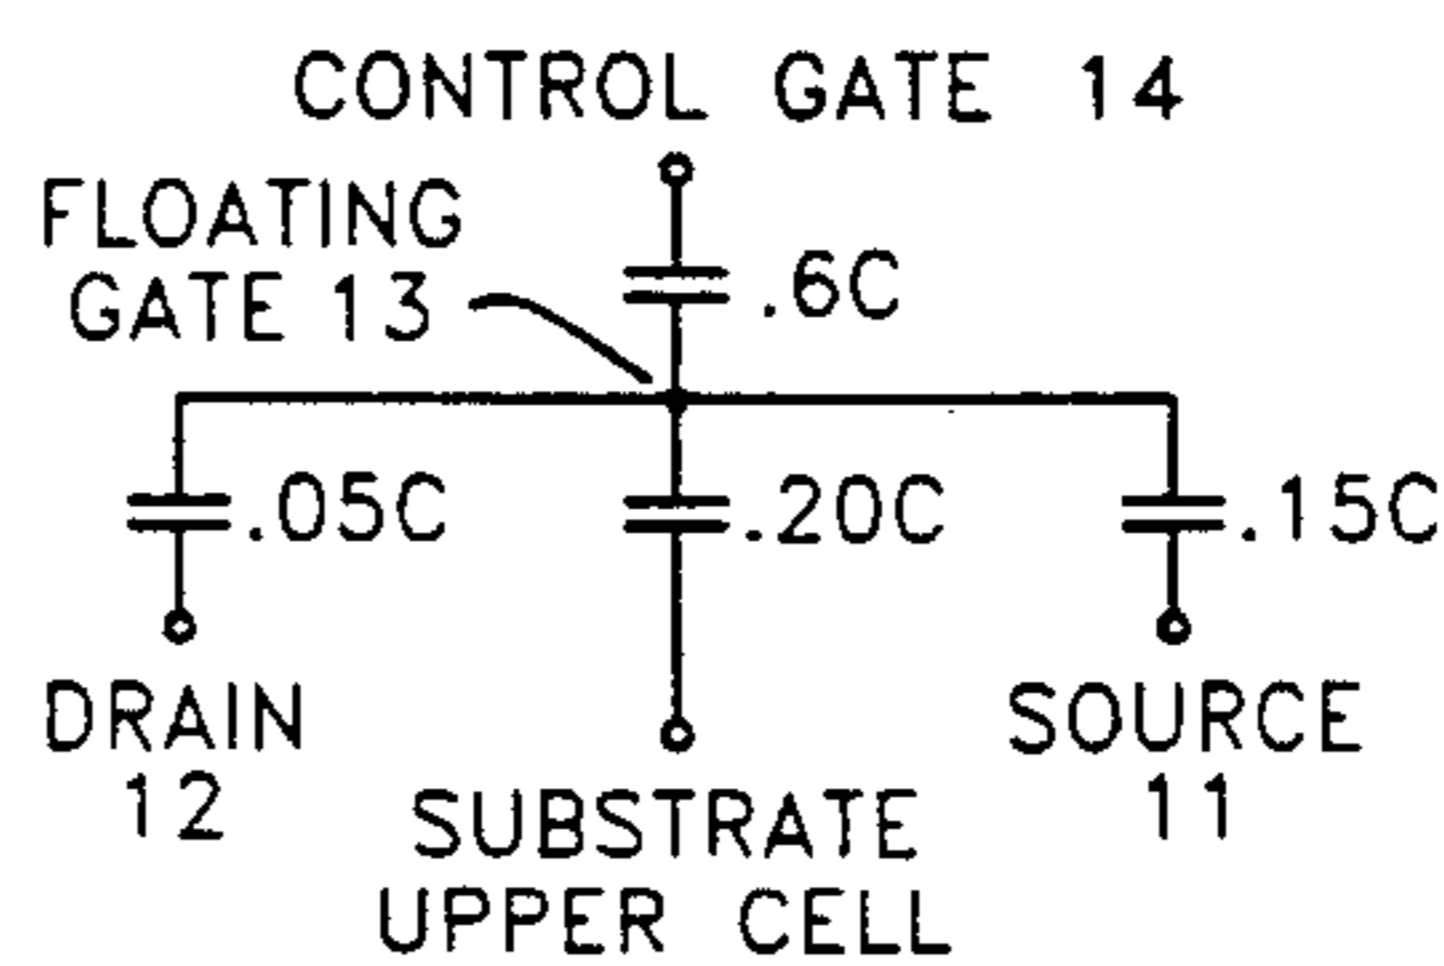 CONTROL GATE 14
FLOATING
GATE 13
.6C
.05C
.20C
.15C
DRAIN
12
SUBSTRATE
UPPER CELL
SOURCE
11